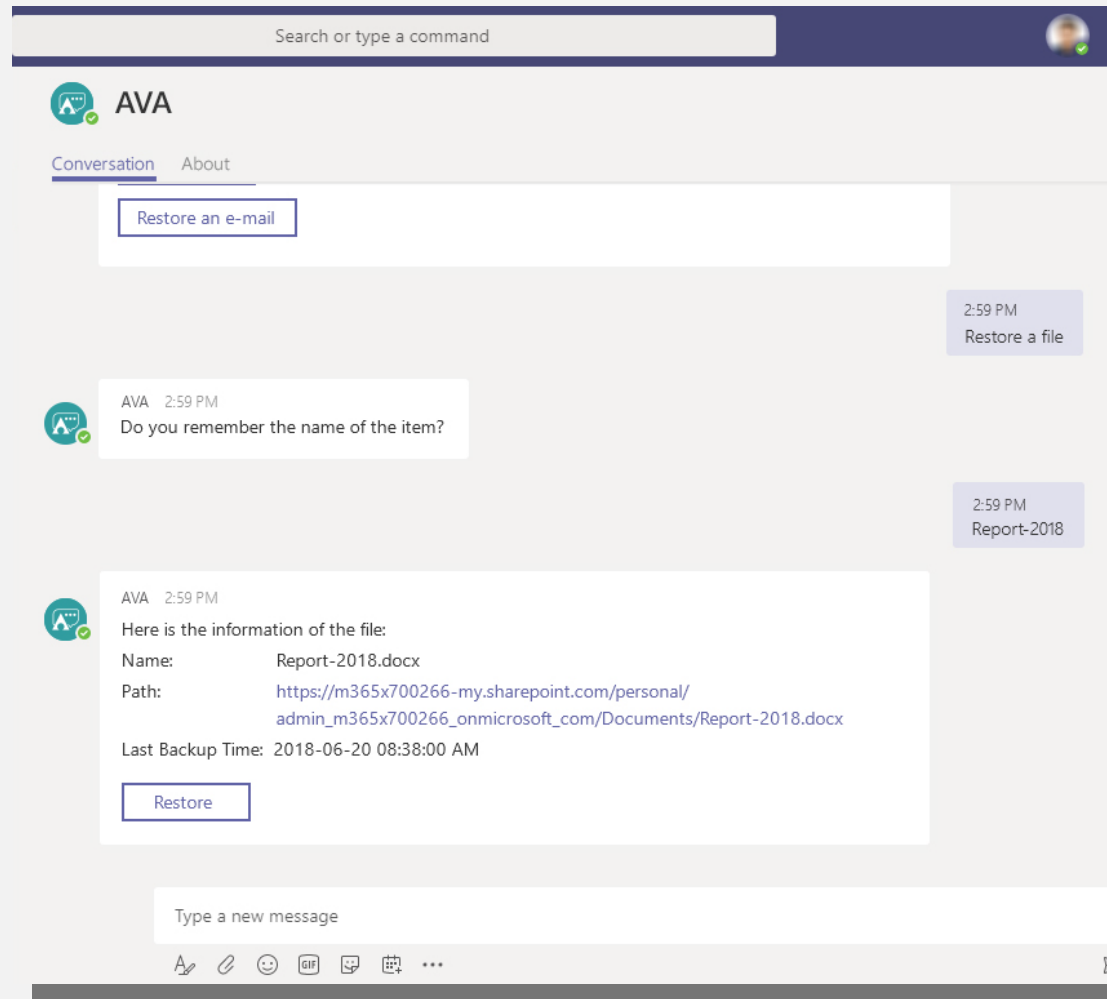 Search or type a command
AVA
Conversation About
Restore an e-mail
2:59 PM
Restore a file
AVA 2:59 PM
Do you remember the name of the item?
2:59 PM
Report-2018
AVA 2:59 PM
Here is the information of the file:
Name: Report-2018.docx
Path: https://m365x700266-my.sharepoint.com/personal/
admin_m365x700266_onmicrosoft_com/Documents/Report-2018.docx
Last Backup Time: 2018-06-20 08:38:00 AM
Restore
Type a new message
GIF